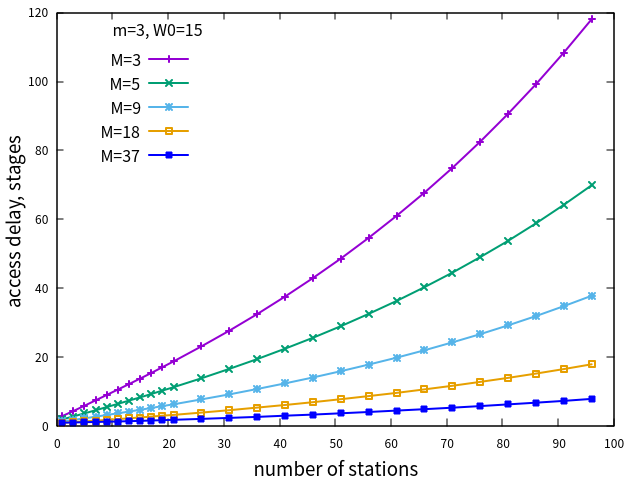 m=3, W0=15
M=3
M=5
M=9
M=18
M=37
access delay, stages
120
100
80
60
40
20
0
0 10 20 30 40 50 60 70 80 90 100
number of stations